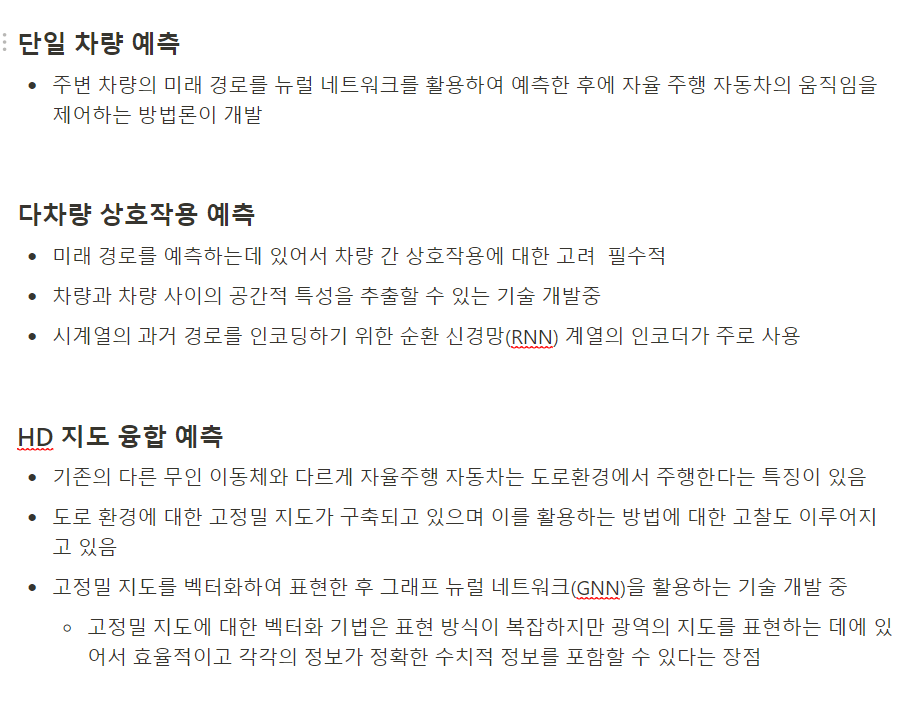 단일 차량 예측
주변 차량의 미래 경로를 뉴럴 네트워크를 활용하여 예측한 후에 자율 주행 자동차의 움직임을
제어하는 방법론이 개발
다차량 상호작용 예측
미래 경로를 예측하는데 있어서 차량 간 상호작용에 대한 고려 필수적
차량과 차량 사이의 공간적 특성을 추출할 수 있는 기술 개발중
시계열의 과거 경로를 인코딩하기 위한 순환 신경망(RNN) 계열의 인코더가 주로 사용
HD 지도 융합 예측
기존의 다른 무인 이동체와 다르게 자율주행 자동차는 도로환경에서 주행한다는 특징이 있음
도로 환경에 대한 고정밀 지도가 구축되고 있으며 이를 활용하는 방법에 대한 고찰도 이루어지
고 있음
고정밀 지도를 벡터화하여 표현한 후 그래프 뉴럴 네트워크(GNN)을 활용하는 기술 개발 중
고정밀 지도에 대한 벡터화 기법은 표현 방식이 복잡하지만 광역의 지도를 표현하는 데에 있
어서 효율적이고 각각의 정보가 정확한 수치적 정보를 포함할 수 있다는 장점